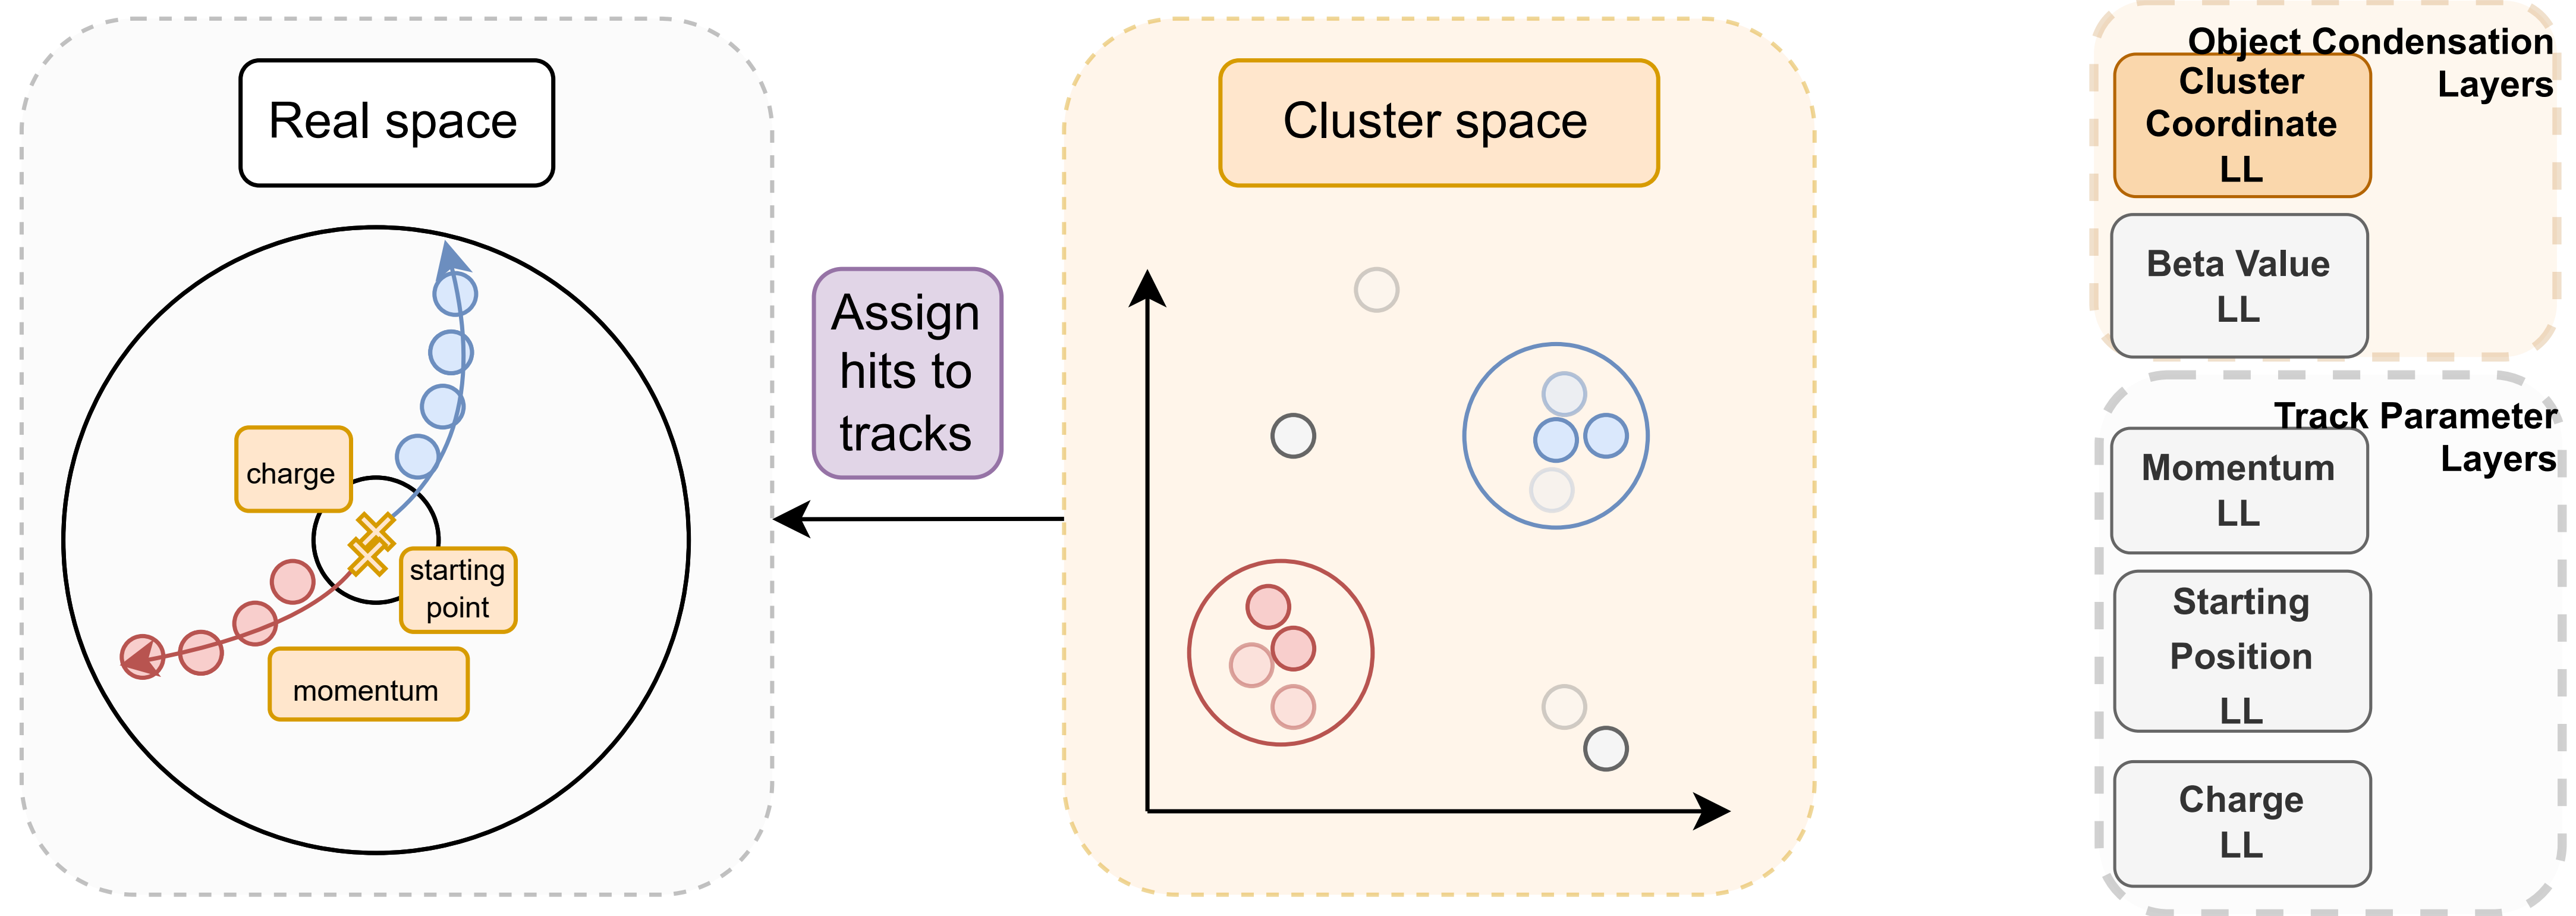 Real space
charge
starting
point
momentum
Assign
hits to
tracks
Cluster space
Object Condensation
Layers
Cluster
Coordinate
LL
Beta Value
LL
Track Parameter
Layers
Momentum
LL
Starting
Position
LL
Charge
LL